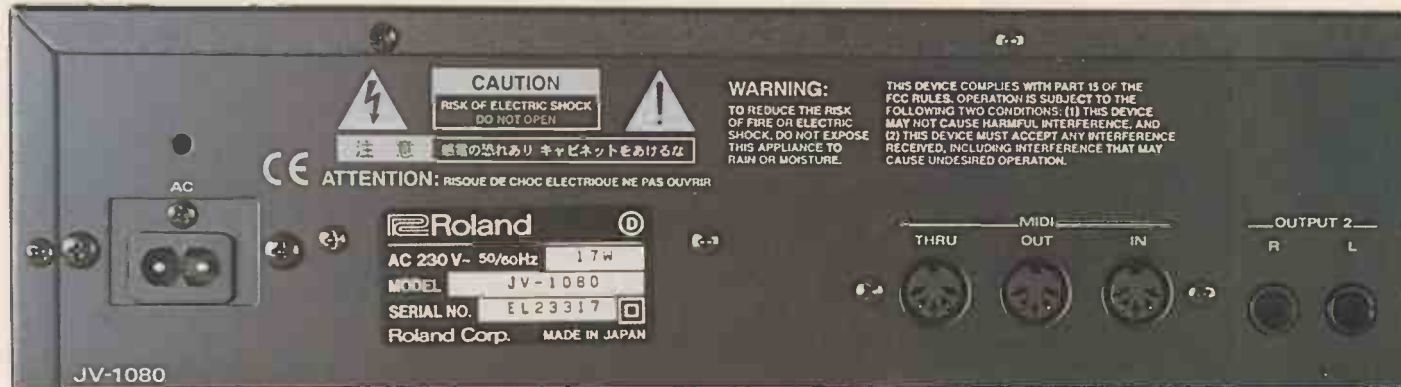 CAUTION
RISK OF ELECTRIC SHOCK
DO NOT OPEN
注 意
感電の恐れあり キャビネットをあけるな
CE ATTENTION: RISQUE DE CHOC ELECTRIQUE NE PAS OUVRIR
WARNING:
TO REDUCE THE RISK
OF FIRE OR ELECTRIC
SHOCK, DO NOT EXPOSE
THIS APPLIANCE TO
RAIN OR MOISTURE.
THIS DEVICE COMPLIES WITH PART 15 OF THE
FCC RULES. OPERATION IS SUBJECT TO THE
FOLLOWING TWO CONDITIONS: (1) THIS DEVICE
MAY NOT CAUSE HARMFUL INTERFERENCE, AND
(2) THIS DEVICE MUST ACCEPT ANY INTERFERENCE
RECEIVED, INCLUDING INTERFERENCE THAT MAY
CAUSE UNDESIRED OPERATION.
AC
Roland D
AC 230 V~ 50/60Hz 17W
MODEL JV-1080
SERIAL NO. EL23317
Roland Corp. MADE IN JAPAN
MIDI
THRU OUT IN
OUTPUT 2
R L
JV-1080